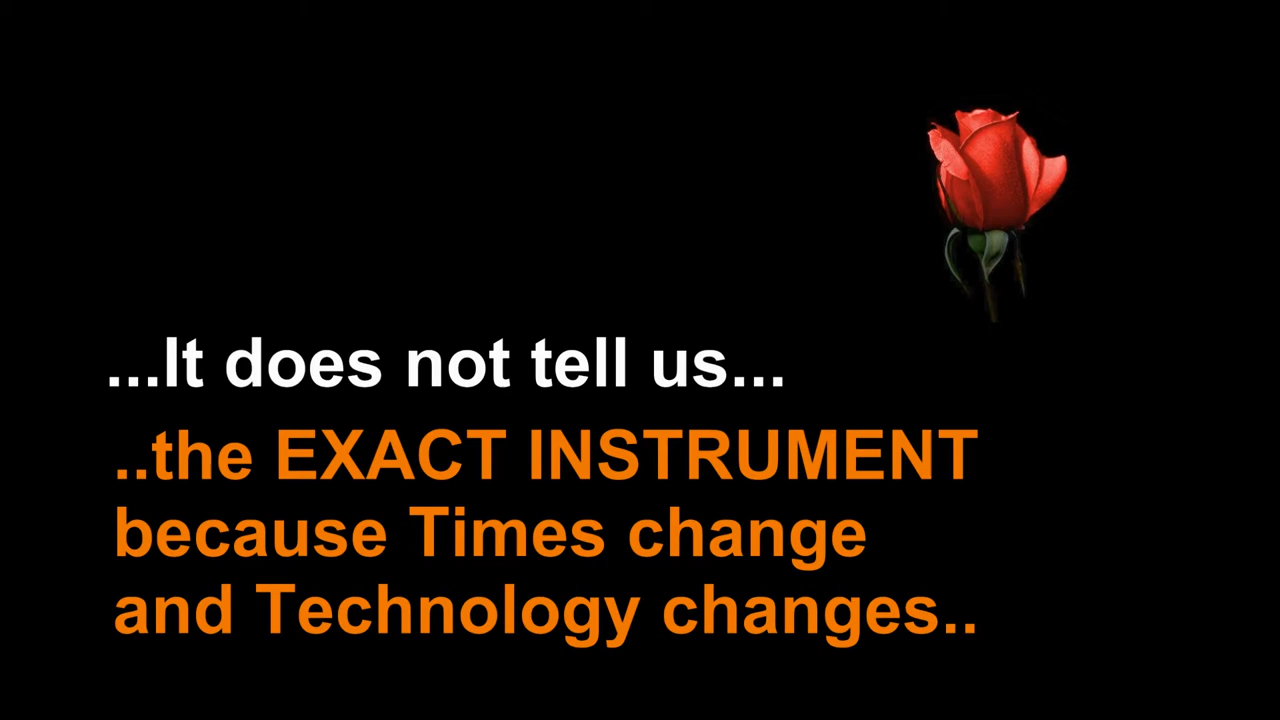 ...It does not tell us...
..the EXACT INSTRUMENT
because Times change
and Technology changes..